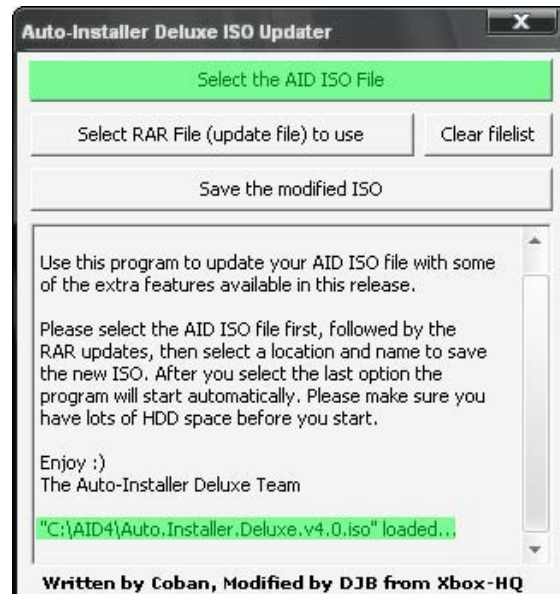 Auto-Installer Deluxe ISO Updater
X
Select the AID ISO File
Select RAR File (update file) to use
Clear filelist
Save the modified ISO
Use this program to update your AID ISO file with some
of the extra features available in this release.
Please select the AID ISO file first, followed by the
RAR updates, then select a location and name to save
the new ISO. After you select the last option the
program will start automatically. Please make sure you
have lots of HDD space before you start.
Enjoy :)
The Auto-Installer Deluxe Team
"C:\AID4\Auto.Installer.Deluxe.v4.0.iso" loaded...
Written by Coban, Modified by DJB from Xbox-HQ